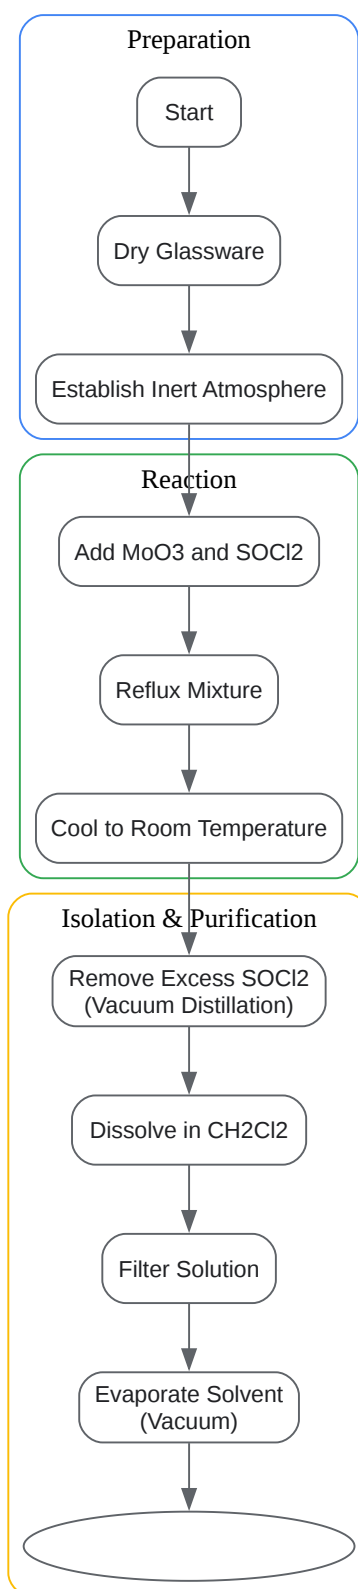 Preparation
Start
Dry Glassware
Establish Inert Atmosphere
Reaction
Add MoO3 and SOCl2
Reflux Mixture
Cool to Room Temperature
Isolation & Purification
Remove Excess SOCl2
(Vacuum Distillation)
Dissolve in CH2Cl2
Filter Solution
Evaporate Solvent
(Vacuum)